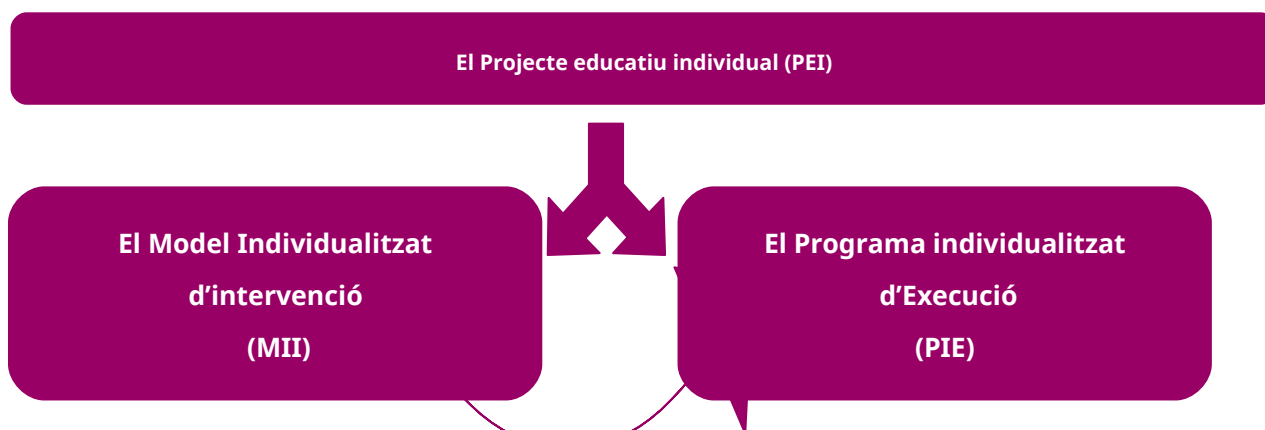 El Projecte educatiu individual (PEI)
El Model Individualitzat
d’intervenció
(MII)
El Programa individualitzat
d’Execució
(PIE)